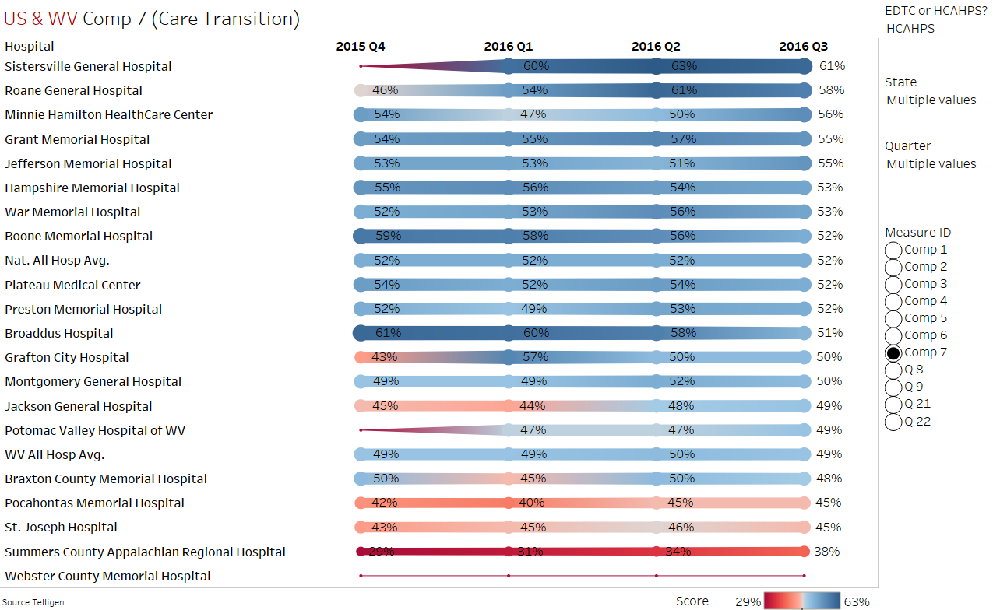 US & WV Comp 7 (Care Transition)
EDTC or HCAHPS?
HCAHPS
Hospital 2015 Q4 2016 Q1 2016 Q2 2016 Q3
Sistersville General Hospital 60% 63% 61%
Roane General Hospital 46% 54% 61% 58%
Minnie Hamilton HealthCare Center 54% 47% 50% 56%
Grant Memorial Hospital 54% 55% 57% 55%
Jefferson Memorial Hospital 53% 53% 51% 55%
Hampshire Memorial Hospital 55% 56% 54% 53%
War Memorial Hospital 52% 53% 56% 53%
Boone Memorial Hospital 59% 58% 56% 52%
Nat. All Hosp Avg. 52% 52% 52% 52%
Plateau Medical Center 54% 52% 54% 52%
Preston Memorial Hospital 52% 49% 53% 52%
Broaddus Hospital 61% 60% 58% 51%
Grafton City Hospital 43% 57% 50% 50%
Montgomery General Hospital 49% 49% 52% 50%
Jackson General Hospital 45% 44% 48% 49%
Potomac Valley Hospital of WV 47% 47% 49%
WV All Hosp Avg. 49% 49% 50% 49%
Braxton County Memorial Hospital 50% 45% 50% 48%
Pocahontas Memorial Hospital 42% 40% 45% 45%
St. Joseph Hospital 43% 45% 46% 45%
Summers County Appalachian Regional Hospital 29% 31% 34% 38%
Webster County Memorial Hospital
State
Multiple values
Quarter
Multiple values
Measure ID
Comp 1
Comp 2
Comp 3
Comp 4
Comp 5
Comp 6
Comp 7
Q 8
Q 9
Q 21
Q 22
Source:Telligen
Score 29% 63%